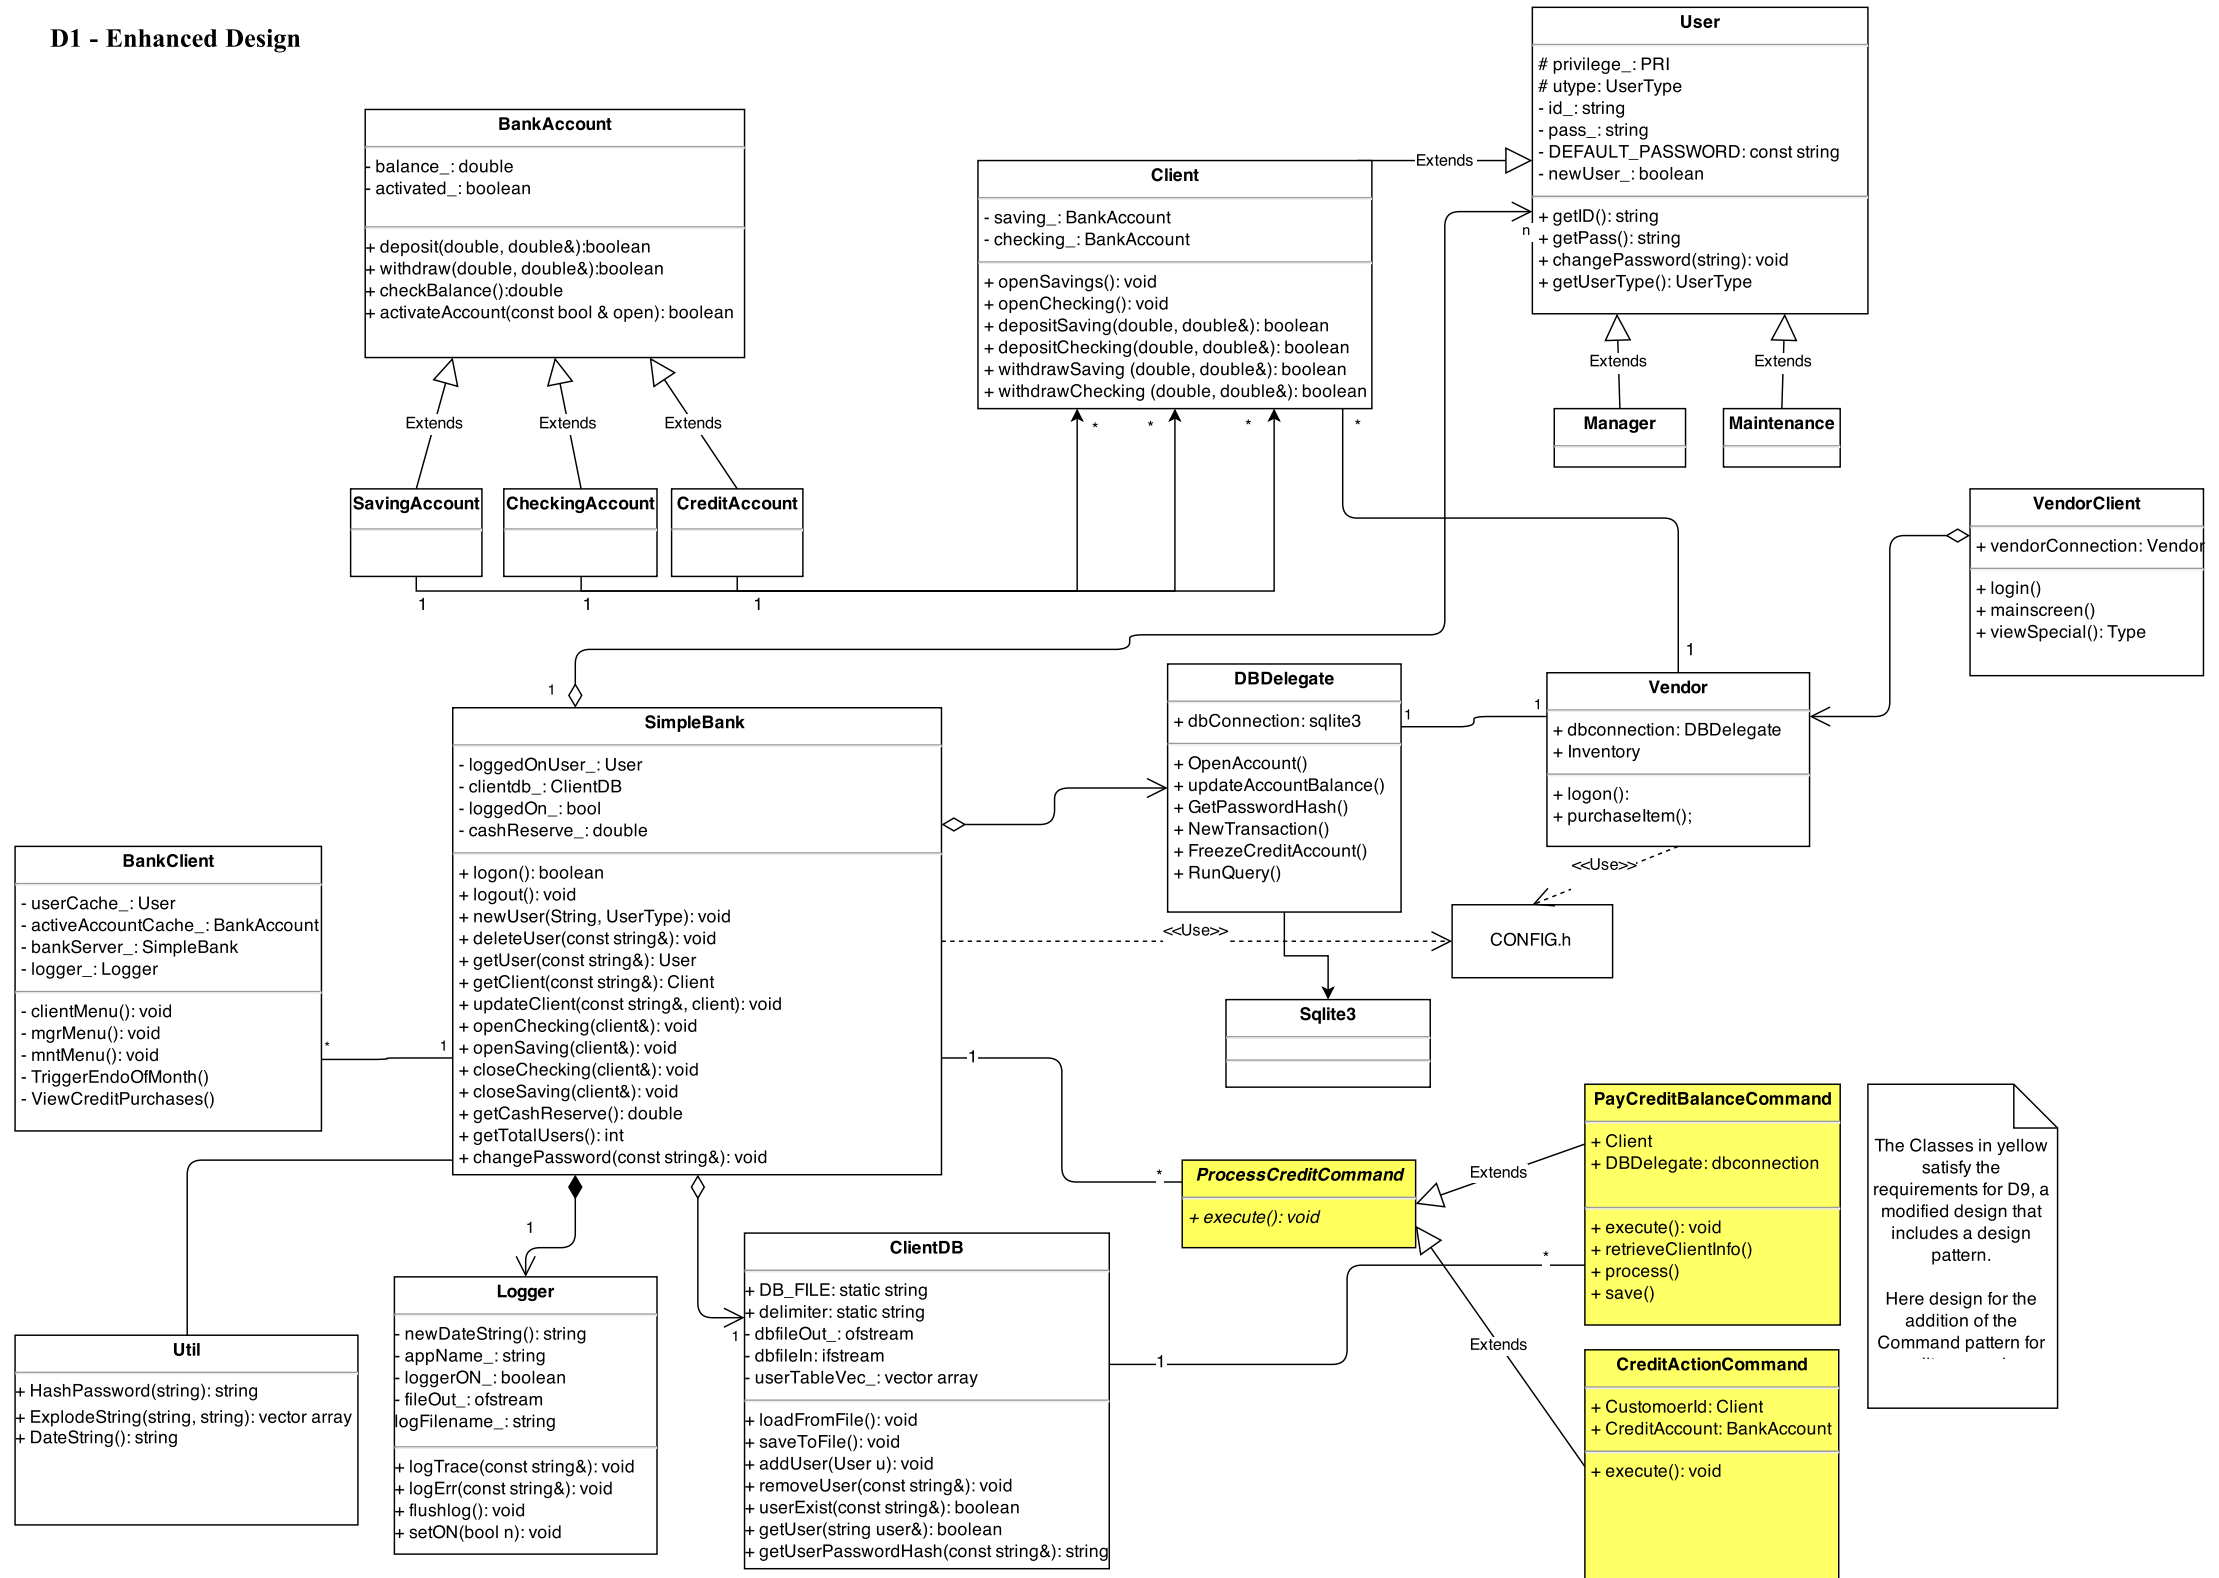 D1 - Enhanced Design
User
# privilege_: PRI
# utype: UserType
- id_: string
- pass_: string
- DEFAULT_PASSWORD: const string
- newUser_: boolean
+ getID(): string
+ getPass(): string
+ changePassword(string): void
+ getUserType(): UserType
n
BankAccount
- balance_: double
- activated_: boolean
+ deposit(double, double&):boolean
+ withdraw(double, double&):boolean
+ checkBalance():double
+ activateAccount(const bool & open): boolean
Client
- saving_: BankAccount
- checking_: BankAccount
+ openSavings(): void
+ openChecking(): void
+ depositSaving(double, double&): boolean
+ depositChecking(double, double&): boolean
+ withdrawSaving (double, double&): boolean
+ withdrawChecking (double, double&): boolean
Extends
Extends
Extends
Manager
Maintenance
Extends
Extends
Extends
* * * *
SavingAccount
CheckingAccount
CreditAccount
1
1
1
VendorClient
+ vendorConnection: Vendor
+ login()
+ mainscreen()
+ viewSpecial(): Type
1
Vendor
+ dbconnection: DBDelegate
+ Inventory
+ logon():
+ purchaseItem();
1
1
DBDelegate
+ dbConnection: sqlite3
+ OpenAccount()
+ updateAccountBalance()
+ GetPasswordHash()
+ NewTransaction()
+ FreezeCreditAccount()
+ RunQuery()
<<Use>>
<<Use>>
CONFIG.h
Sqlite3
1
SimpleBank
- loggedOnUser_: User
- clientdb_: ClientDB
- loggedOn_: bool
- cashReserve_: double
+ logon(): boolean
+ logout(): void
+ newUser(String, UserType): void
+ deleteUser(const string&): void
+ getUser(const string&): User
+ getClient(const string&): Client
+ updateClient(const string&, client): void
+ openChecking(client&): void
+ openSaving(client&): void
+ closeChecking(client&): void
+ closeSaving(client&): void
+ getCashReserve(): double
+ getTotalUsers(): int
+ changePassword(const string&): void
BankClient
- userCache_: User
- activeAccountCache_: BankAccount
- bankServer_: SimpleBank
- logger_: Logger
- clientMenu(): void
- mgrMenu(): void
- mntMenu(): void
- TriggerEndoOfMonth()
- ViewCreditPurchases()
*
1
1
*
ProcessCreditCommand
+ execute(): void
Extends
Extends
PayCreditBalanceCommand
+ Client
+ DBDelegate: dbconnection
+ execute(): void
+ retrieveClientInfo()
+ process()
+ save()
*
1
CreditActionCommand
+ CustomoerId: Client
+ CreditAccount: BankAccount
+ execute(): void
The Classes in yellow
satisfy the
requirements for D9, a
modified design that
includes a design
pattern.
Here design for the
addition of the
Command pattern for
1
Logger
- newDateString(): string
- appName_: string
- loggerON_: boolean
- fileOut_: ofstream
logFilename_: string
+ logTrace(const string&): void
+ logErr(const string&): void
+ flushlog(): void
+ setON(bool n): void
1
ClientDB
+ DB_FILE: static string
+ delimiter: static string
- dbfileOut_: ofstream
- dbfileIn: ifstream
- userTableVec_: vector array
+ loadFromFile(): void
+ saveToFile(): void
+ addUser(User u): void
+ removeUser(const string&): void
+ userExist(const string&): boolean
+ getUser(string user&): boolean
+ getUserPasswordHash(const string&): string
Util
+ HashPassword(string): string
+ ExplodeString(string, string): vector array
+ DateString(): string